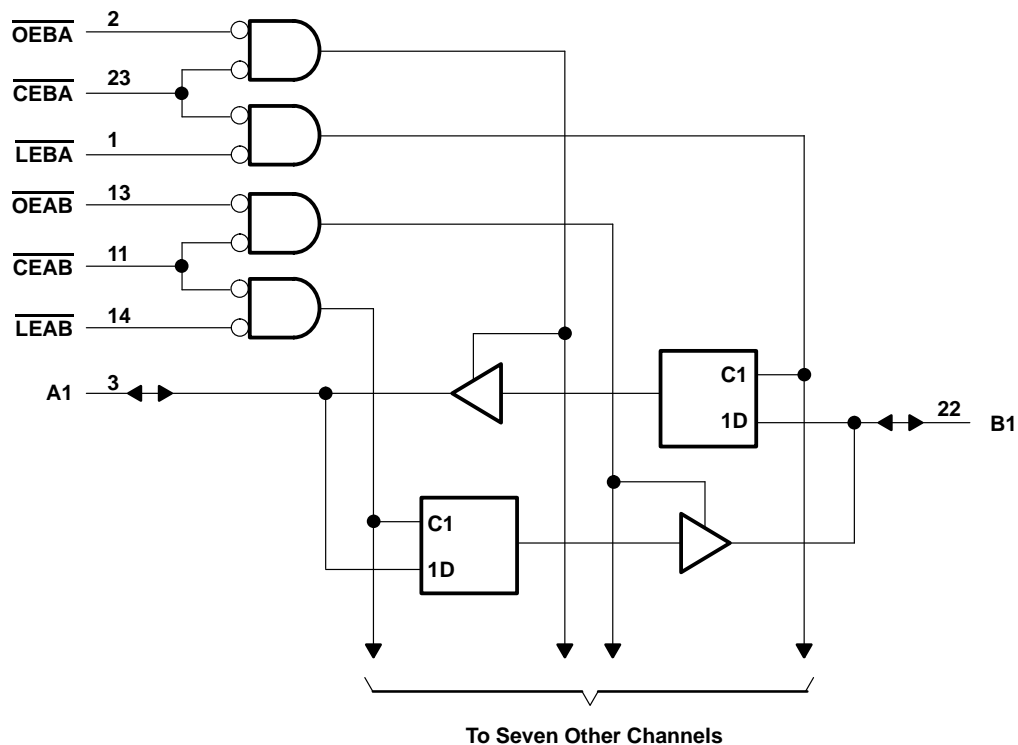 OEBA 2
CEBA 23
LEBA 1
OEAB 13
CEAB 11
LEAB 14
A1 3
C1
1D
22 B1
C1
1D
To Seven Other Channels